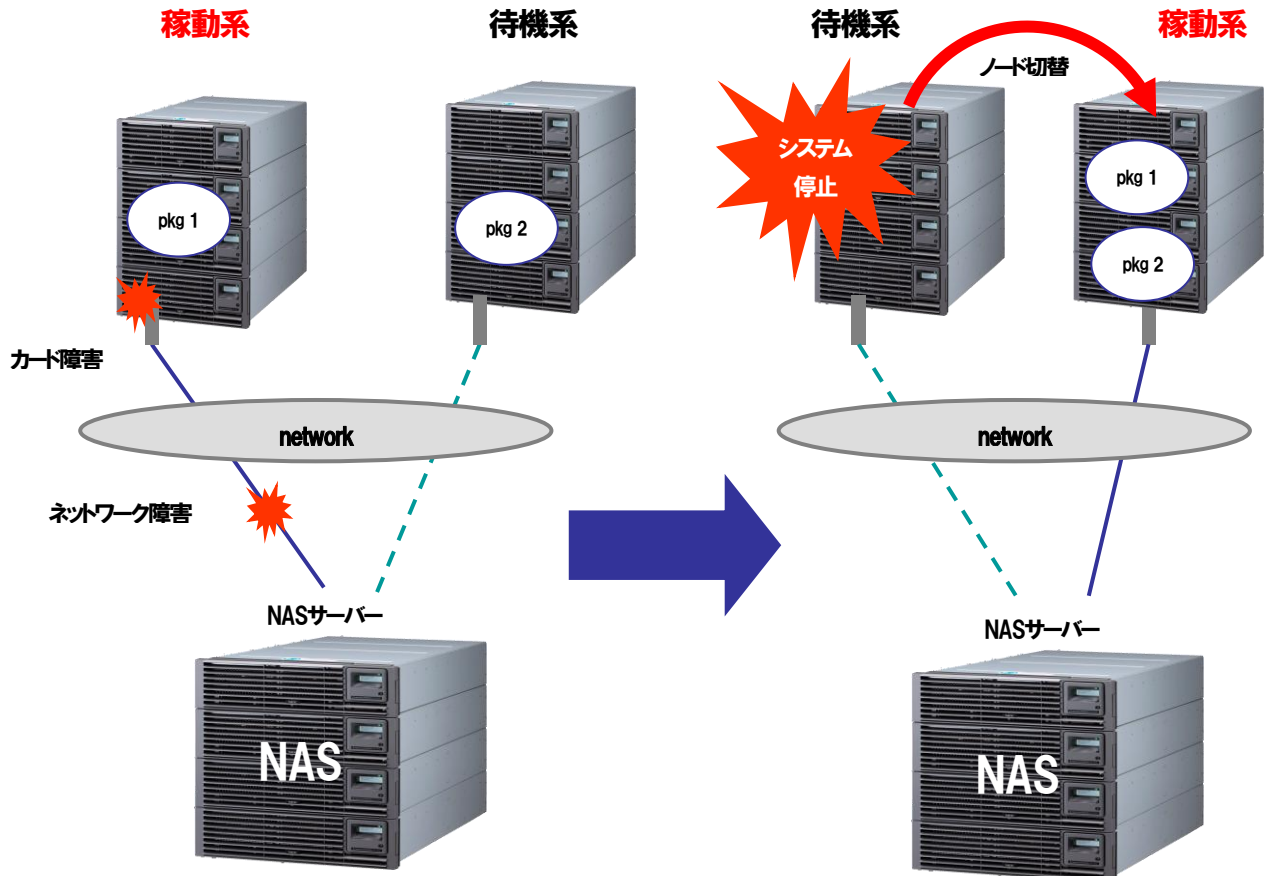 稼動系
待機系
pkg 1
pkg 2
カード障害
network
ネットワーク障害
NASサーバー
NAS
待機系
稼動系
ノード切替
システム
停止
pkg 1
pkg 2
network
NASサーバー
NAS